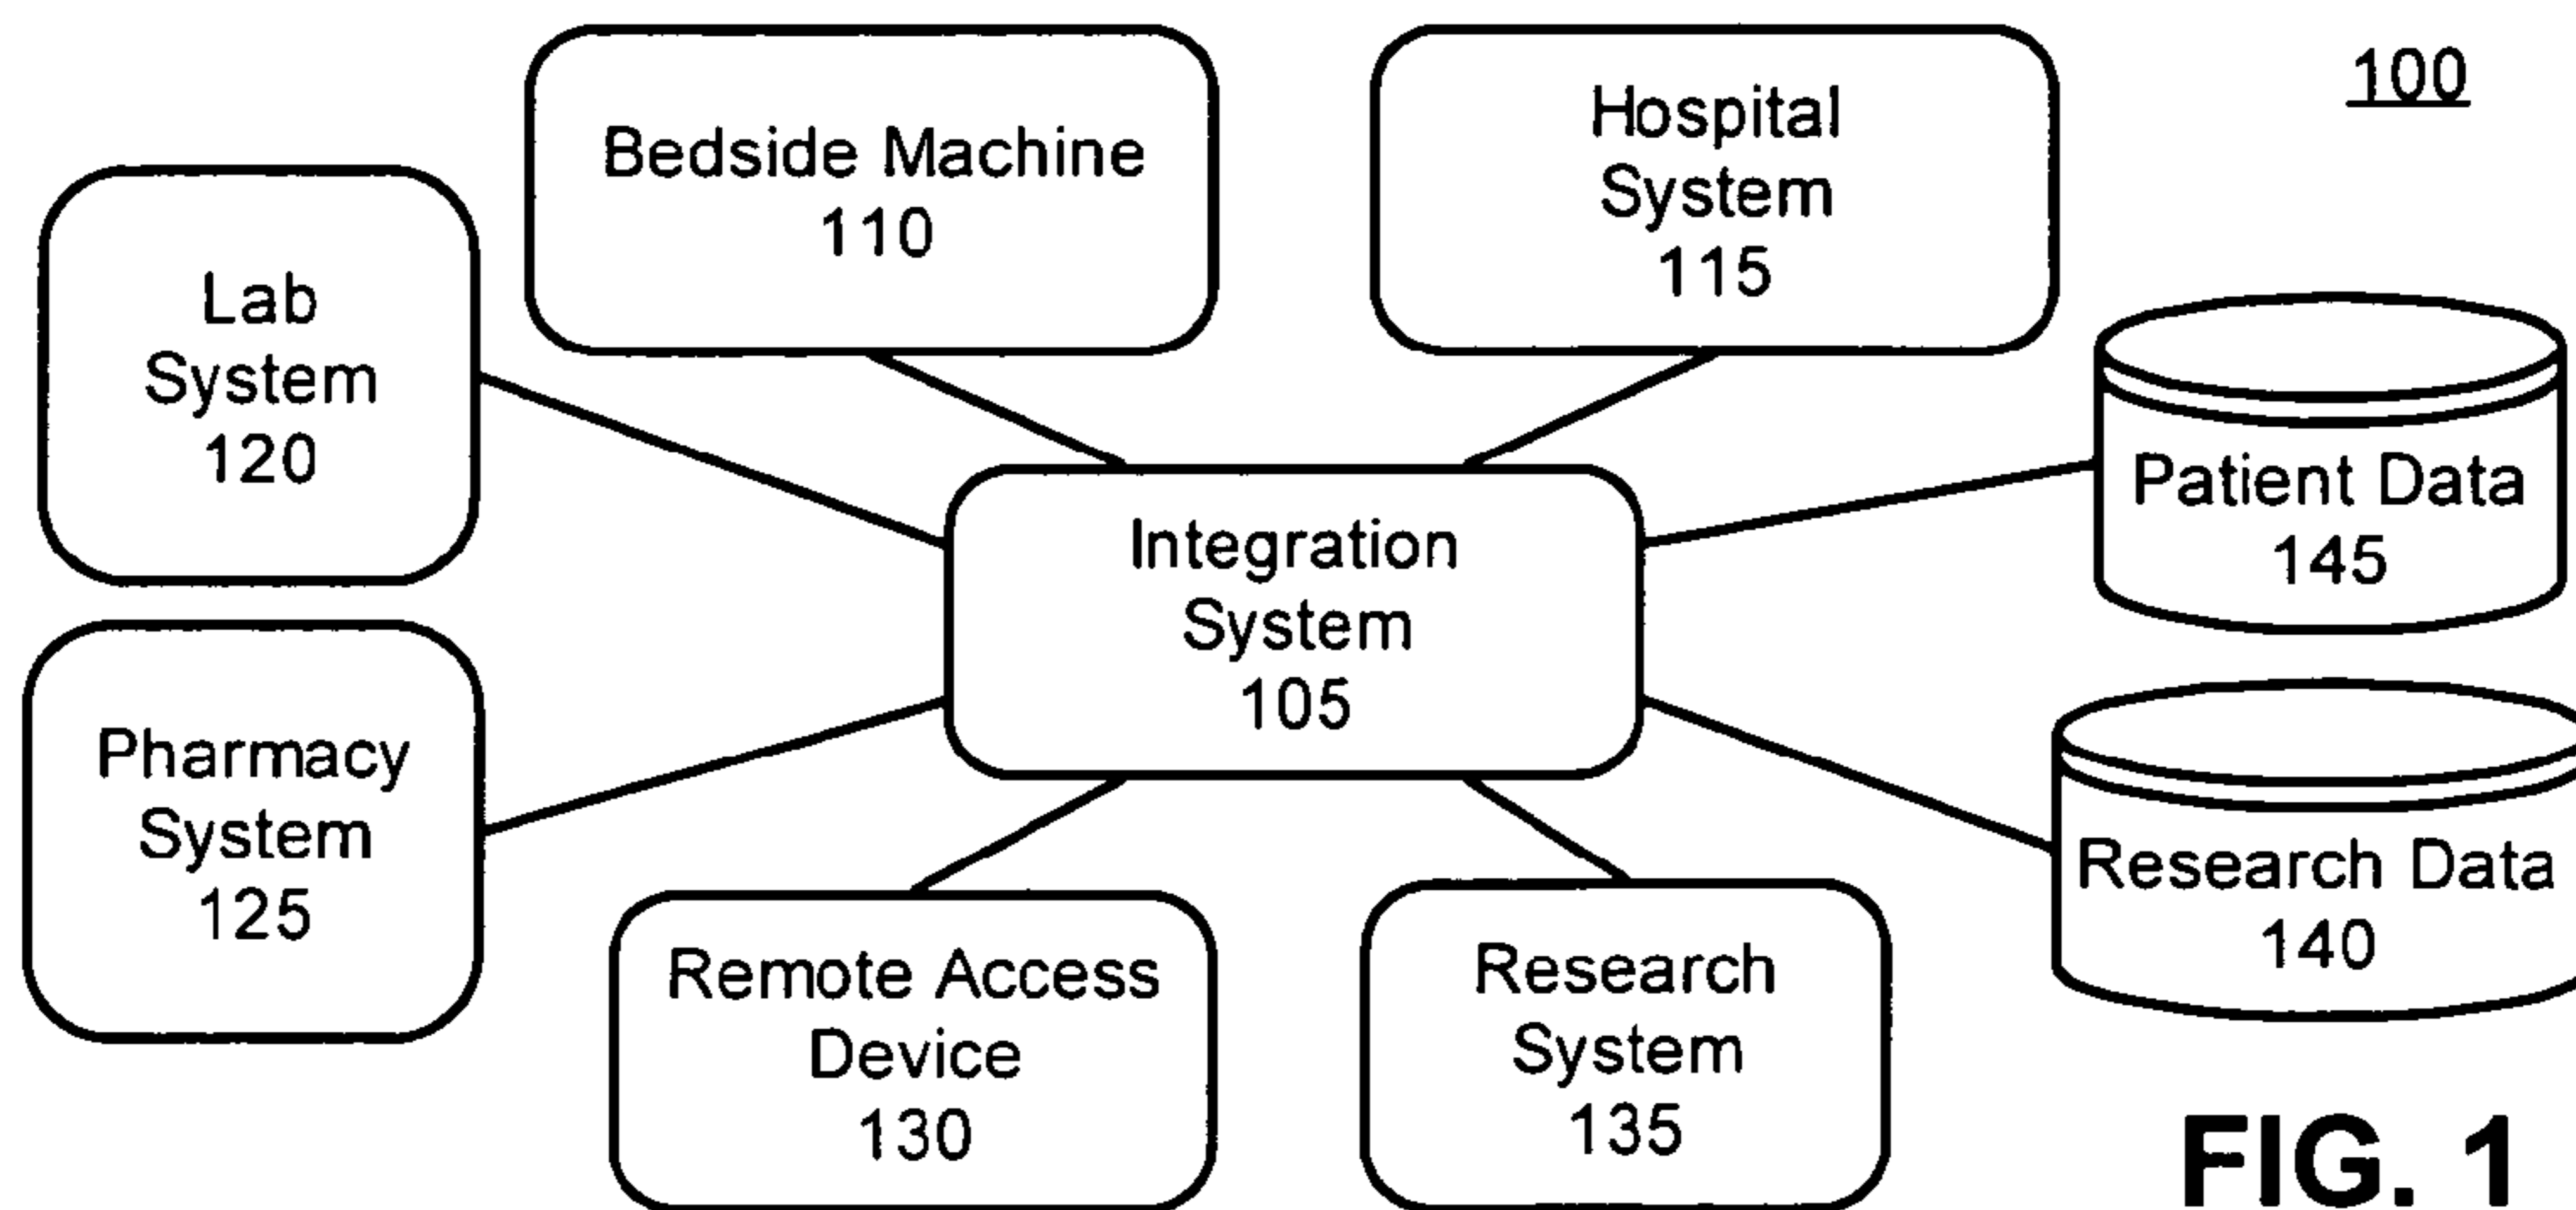 100
Bedside Machine
110
Hospital
System
115
Lab
System
120
Integration
System
105
Patient Data
145
Pharmacy
System
125
Research Data
140
Remote Access
Device
130
Research
System
135
FIG. 1